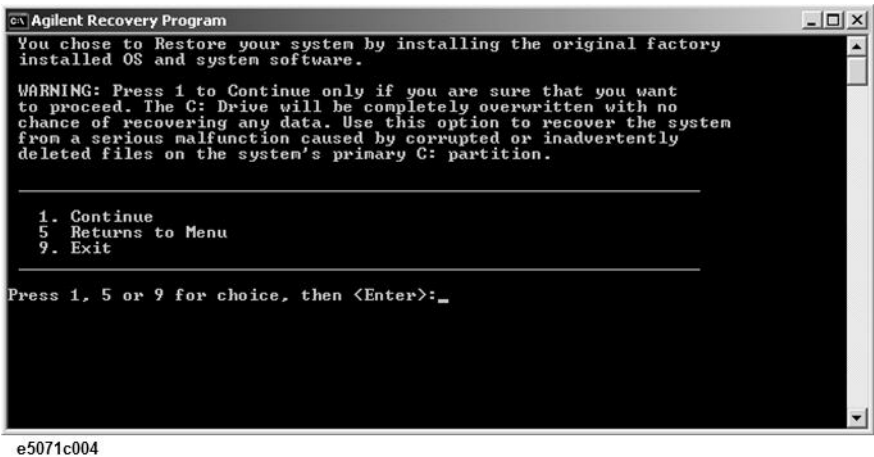 Agilent Recovery Program
You chose to Restore your system by installing the original factory
installed OS and system software.
WARNING: Press 1 to Continue only if you are sure that you want
to proceed. The C: Drive will be completely overwritten with no
chance of recovering any data. Use this option to recover the system
from a serious malfunction caused by corrupted or inadvertently
deleted files on the system's primary C: partition.
1. Continue
5 Returns to Menu
9. Exit
Press 1, 5 or 9 for choice, then <Enter>:_
e5071c004